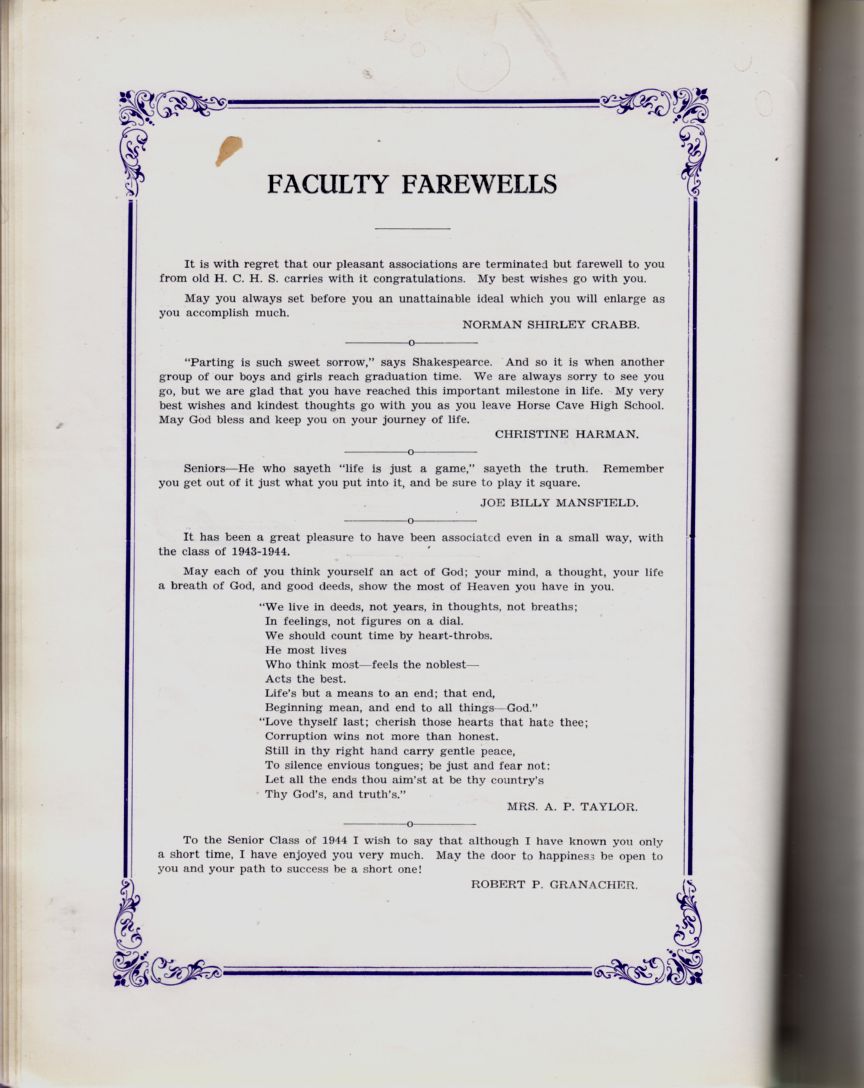 FACULTY FAREWELLS
It is with regret that our pleasant associations are terminated but farewell to you
from old H. C. H. S. carries with it congratulations. My best wishes go with you.
May you always set before you an unattainable ideal which you will enlarge as
you accomplish much.
NORMAN SHIRLEY CRABB.
o
“Parting is such sweet sorrow,” says Shakespearce. And so it is when another
group of our boys and girls reach graduation time. We are always sorry to see you
go, but we are glad that you have reached this important milestone in life. My very
best wishes and kindest thoughts go with you as you leave Horse Cave High School.
May God bless and keep you on your journey of life.
CHRISTINE HARMAN.
o
Seniors—He who sayeth “life is just a game,” sayeth the truth. Remember
you get out of it just what you put into it, and be sure to play it square.
JOE BILLY MANSFIELD.
o
It has been a great pleasure to have been associated even in a small way, with
the class of 1943-1944.
May each of you think yourself an act of God; your mind, a thought, your life
a breath of God, and good deeds, show the most of Heaven you have in you.
“We live in deeds, not years, in thoughts, not breaths;
In feelings, not figures on a dial.
We should count time by heart-throbs.
He most lives
Who think most—feels the noblest—
Acts the best.
Life's but a means to an end; that end,
Beginning mean, and end to all things—God.”
“Love thyself last; cherish those hearts that hate thee;
Corruption wins not more than honest.
Still in thy right hand carry gentle peace,
To silence envious tongues; be just and fear not:
Let all the ends thou aim'st at be thy country's
Thy God's, and truth's.”
MRS. A. P. TAYLOR.
o
To the Senior Class of 1944 I wish to say that although I have known you only
a short time, I have enjoyed you very much. May the door to happiness be open to
you and your path to success be a short one!
ROBERT P. GRANACHER.